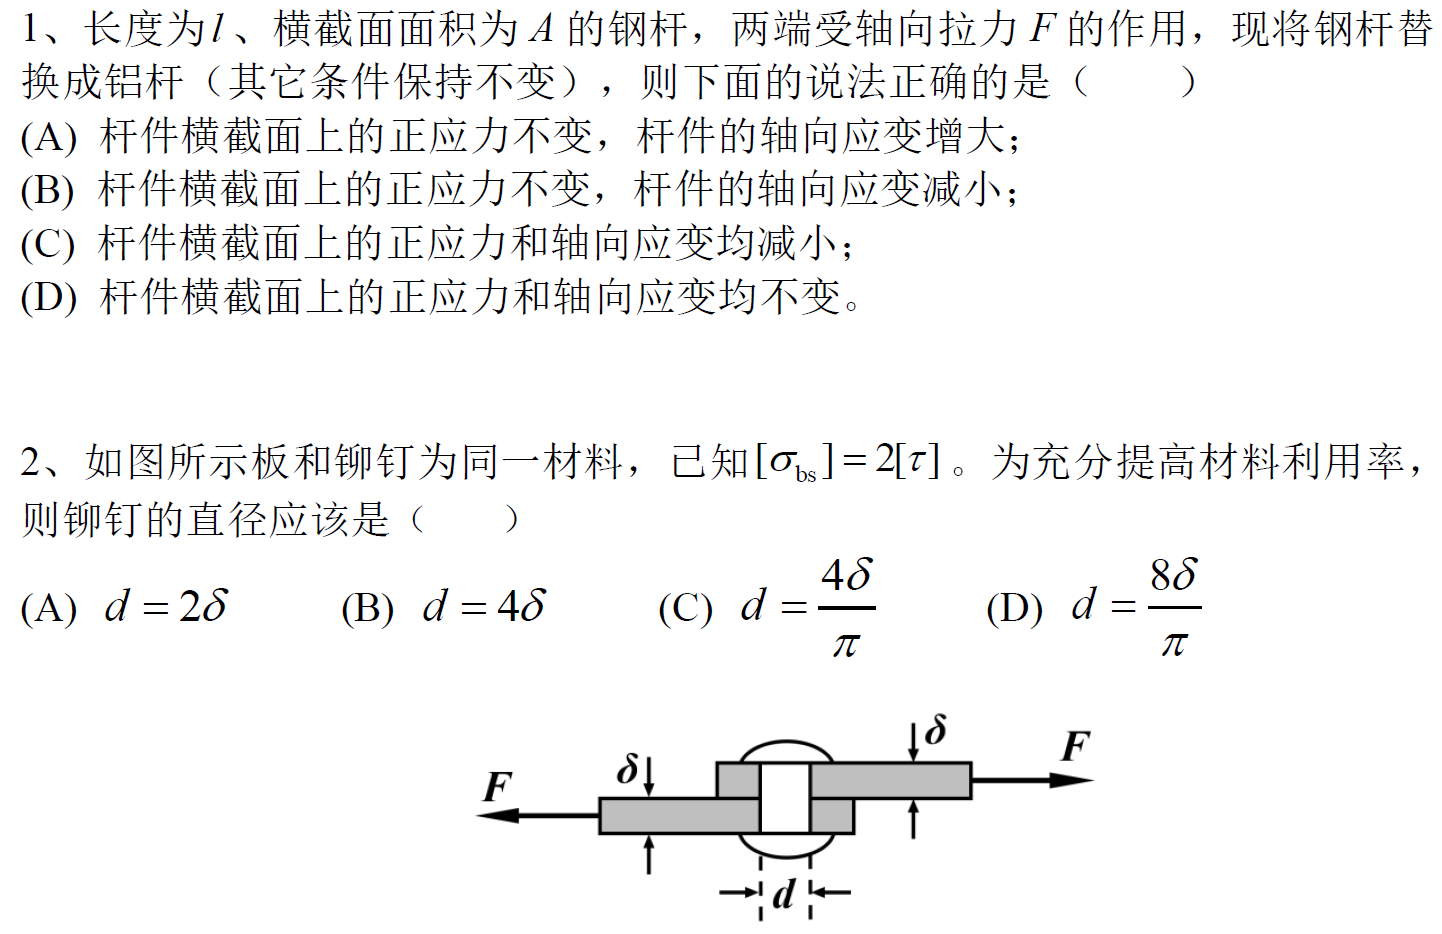 1、长度为l、横截面面积为A的钢杆，两端受轴向拉力F的作用，现将钢杆替
换成铝杆（其它条件保持不变），则下面的说法正确的是（　　）
(A) 杆件横截面上的正应力不变，杆件的轴向应变增大；
(B) 杆件横截面上的正应力不变，杆件的轴向应变减小；
(C) 杆件横截面上的正应力和轴向应变均减小；
(D) 杆件横截面上的正应力和轴向应变均不变。
2、如图所示板和铆钉为同一材料，已知[σbs]=2[τ]。为充分提高材料利用率，
则铆钉的直径应该是（　　）
(A) d=2δ (B) d=4δ (C) d=4δ/π (D) d=8δ/π
δ
F
δ
F
d